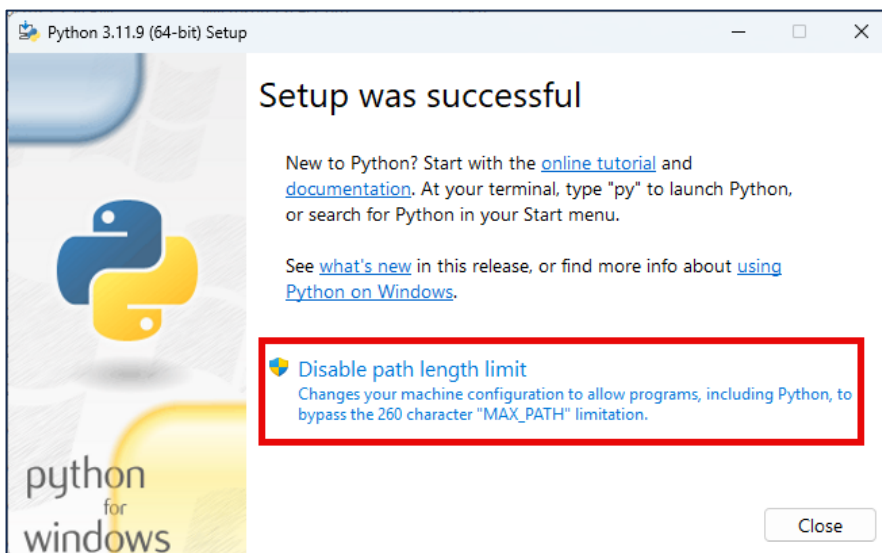 Python 3.11.9 (64-bit) Setup
Setup was successful
New to Python? Start with the online tutorial and
documentation. At your terminal, type "py" to launch Python,
or search for Python in your Start menu.
See what's new in this release, or find more info about using
Python on Windows.
Disable path length limit
Changes your machine configuration to allow programs, including Python, to
bypass the 260 character "MAX_PATH" limitation.
python
for
windows
Close